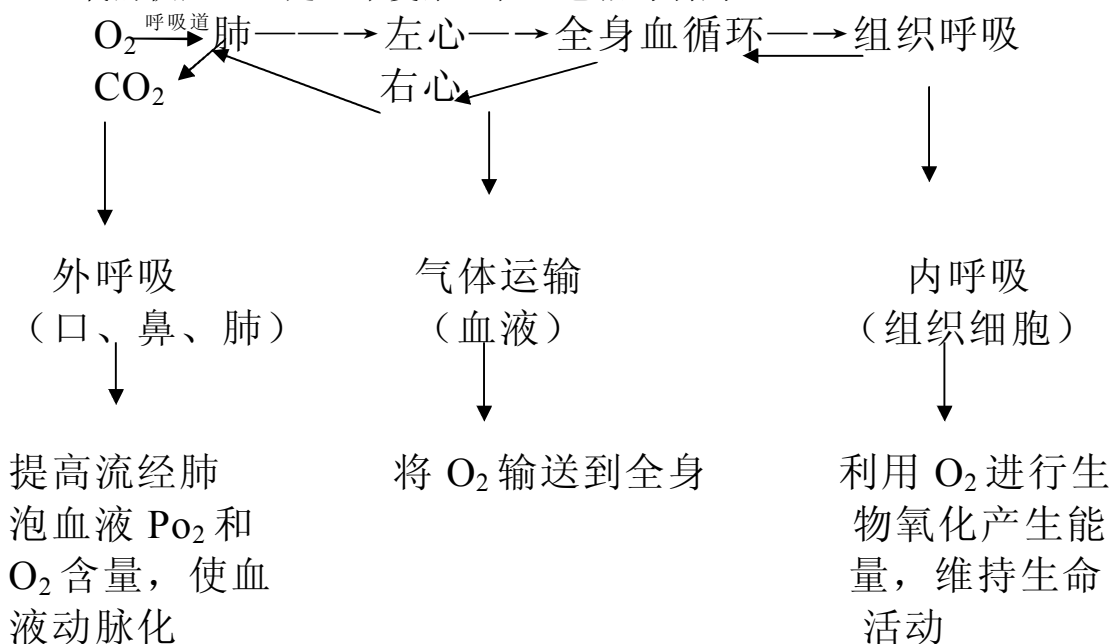 O₂ 呼吸道 肺——→左心—→全身血循环—→组织呼吸
CO₂ 右心
外呼吸 气体运输 内呼吸
（口、鼻、肺） （血液） （组织细胞）
提高流经肺 将 O₂ 输送到全身 利用 O₂ 进行生
泡血液 Po₂ 和 物氧化产生能
O₂ 含量，使血 量，维持生命
液动脉化 活动